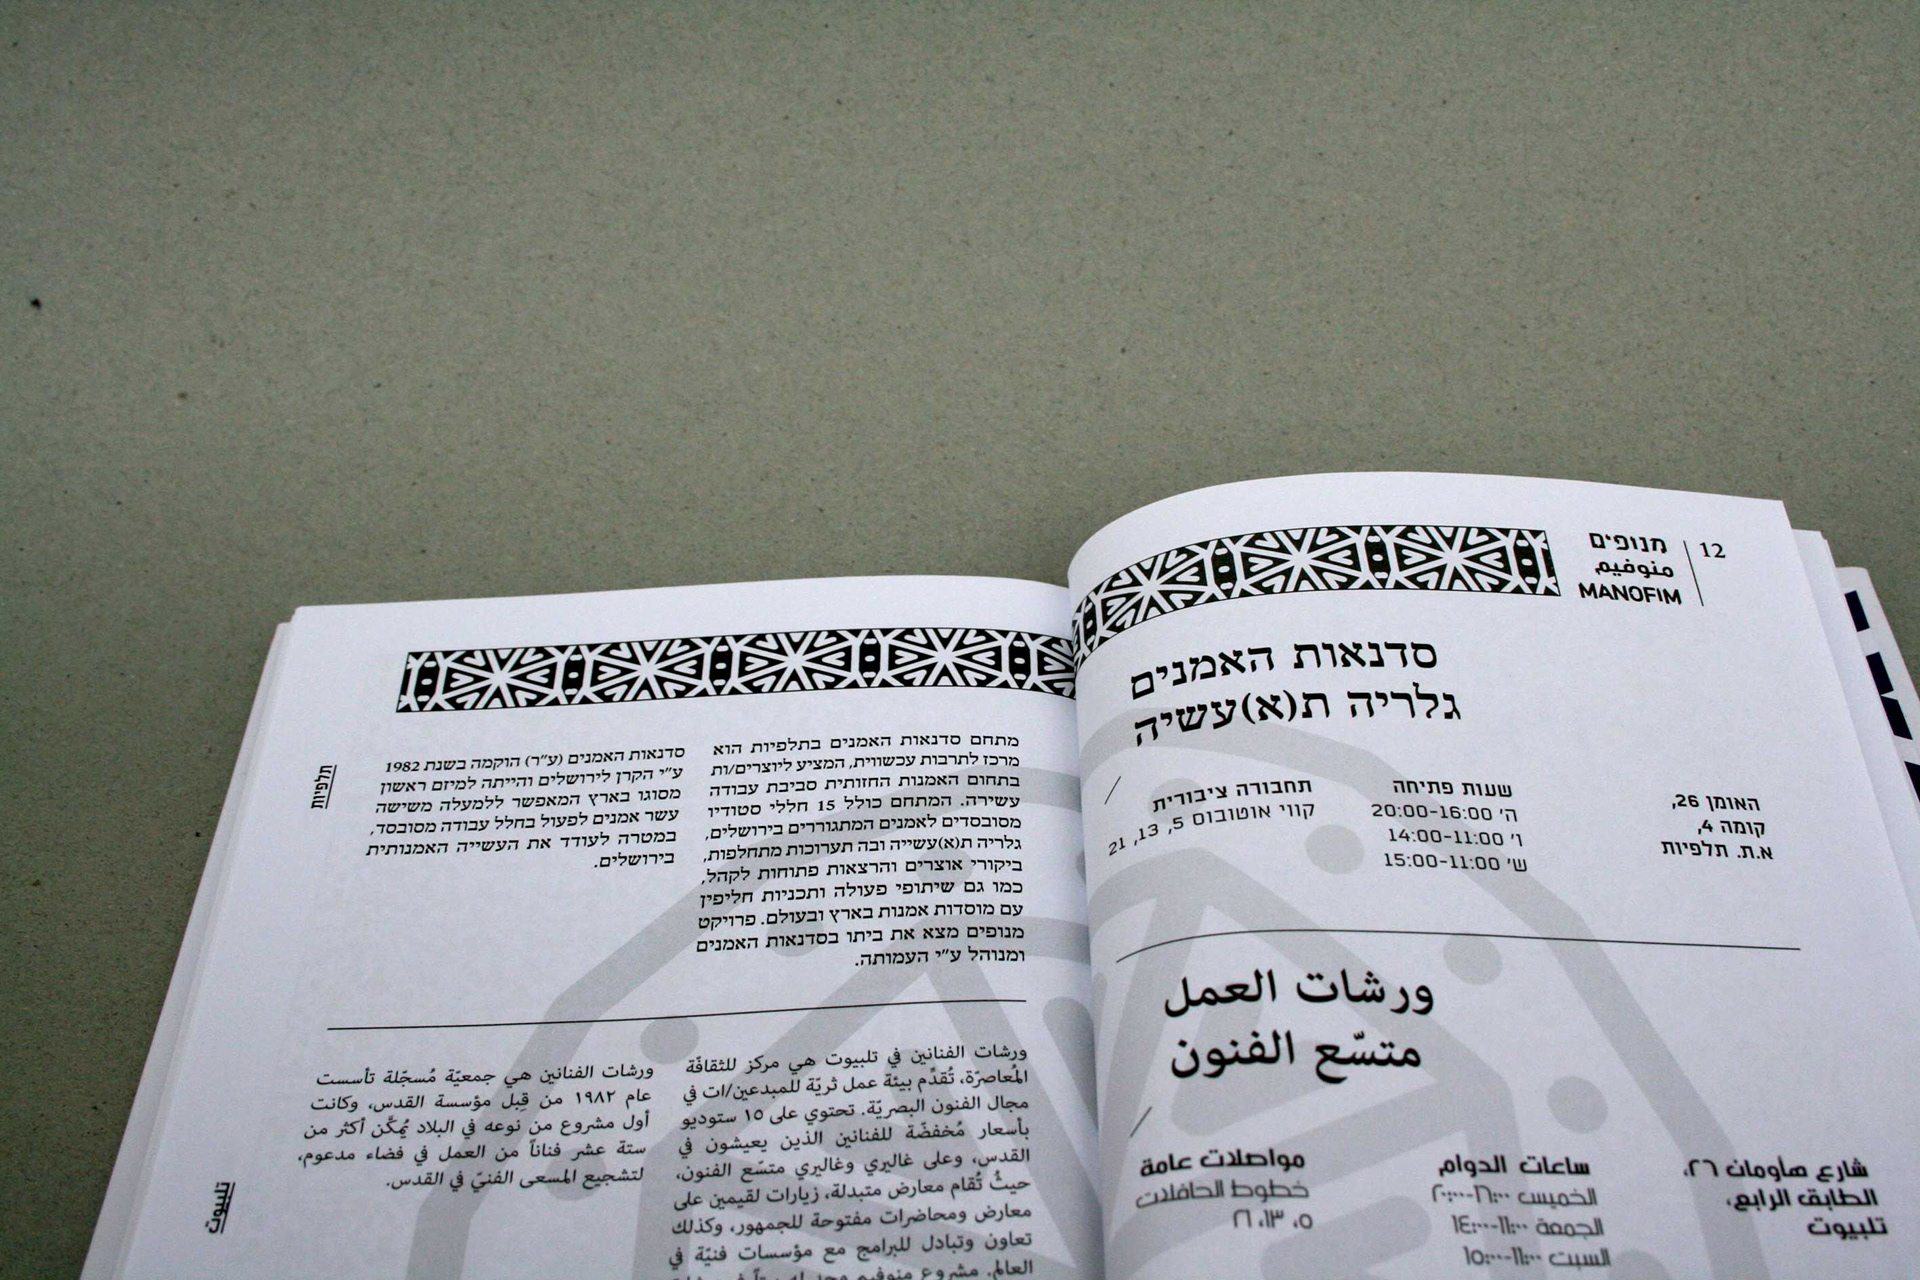 12
מנופים
منوفيم
MANOFIM
סדנאות האמנים
גלריה ת(א)עשיה
האומן 26,
קומה 4,
א.ת. תלפיות
שעות פתיחה
ה׳ 20:00-16:00
ו׳ 14:00-11:00
ש׳ 15:00-11:00
תחבורה ציבורית
קווי אוטובוס 5, 13, 21
ورشات العمل
متسّع الفنون
شارع هأومان ٢٦،
الطابق الرابع،
تلبيوت
ساعات الدوام
الخميس ١٦:٠٠-٢٠:٠٠
الجمعة ١١:٠٠-١٤:٠٠
السبت ١١:٠٠-١٥:٠٠
مواصلات عامة
خطوط الحافلات
٥، ١٣، ٢١
מתחם סדנאות האמנים בתלפיות הוא
מרכז לתרבות עכשווית, המציע ליוצרים/ות
בתחום האמנות החזותית סביבת עבודה
עשירה. המתחם כולל 15 חללי סטודיו
מסובסדים לאמנים המתגוררים בירושלים,
גלריה ת(א)עשייה ובה תערוכות מתחלפות,
ביקורי אוצרים והרצאות פתוחות לקהל,
כמו גם שיתופי פעולה ותכניות חליפין
עם מוסדות אמנות בארץ ובעולם. פרויקט
מנופים מצא את ביתו בסדנאות האמנים
ומנוהל ע״י העמותה.
סדנאות האמנים (ע״ר) הוקמה בשנת 1982
ע״י הקרן לירושלים והייתה למיזם ראשון
מסוגו בארץ המאפשר ללמעלה משישה
עשר אמנים לפעול בחלל עבודה מסובסד,
במטרה לעודד את העשייה האמנותית
בירושלים.
תלפיות
ورشات الفنانين في تلبيوت هي مركز للثقافة
المُعاصرَة، تُقدِّم بيئة عمل ثريّة للمبدعين/ات في
مجال الفنون البصريّة. تحتوي على ١٥ ستوديو
بأسعار مُخفضّة للفنانين الذين يعيشون في
القدس، وعلى غاليري وغاليري متسّع الفنون،
حيثُ تُقام معارض متبدلة، زيارات لقيمين على
معارض ومحاضرات مفتوحة للجمهور، وكذلك
تعاون وتبادل للبرامج مع مؤسسات فنيّة في
العالم. مشروع منوفيم
ورشات الفنانين هي جمعيّة مُسجّلة تأسست
عام ١٩٨٢ من قِبل مؤسسة القدس، وكانت
أول مشروع من نوعه في البلاد يُمكَّن أكثر من
ستة عشر فناناً من العمل في فضاء مدعوم،
لتشجيع المسعى الفنيّ في القدس.
تلبيوت